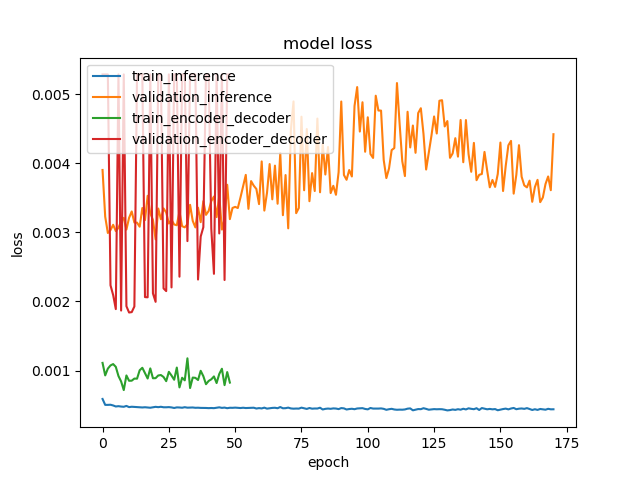 model loss
train_inference
validation_inference
train_encoder_decoder
validation_encoder_decoder
0.005
0.004
0.003
0.002
0.001
loss
0 25 50 75 100 125 150 175
epoch